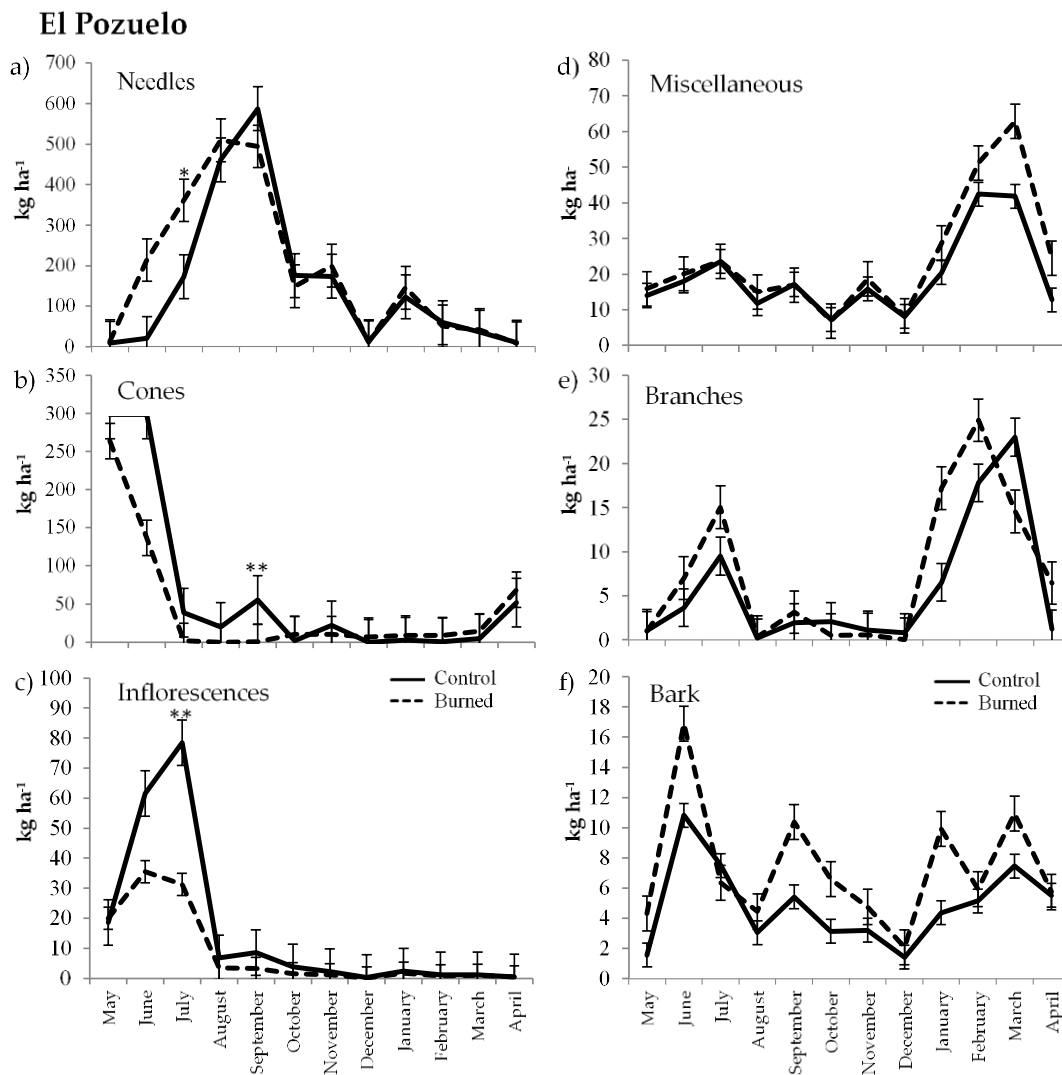 El Pozuelo
a)
Needles
700
600
500
400
300
200
100
0
kg ha-1
*
b)
Cones
350
300
250
200
150
100
50
0
kg ha-1
**
c)
Inflorescences
100
90
80
70
60
50
40
30
20
10
0
kg ha-1
**
Control
Burned
May
June
July
August
September
October
November
December
January
February
March
April
d)
Miscellaneous
80
70
60
50
40
30
20
10
0
kg ha-
e)
Branches
30
25
20
15
10
5
0
kg ha-1
f)
Bark
20
18
16
14
12
10
8
6
4
2
0
kg ha-1
Control
Burned
May
June
July
August
September
October
November
December
January
February
March
April